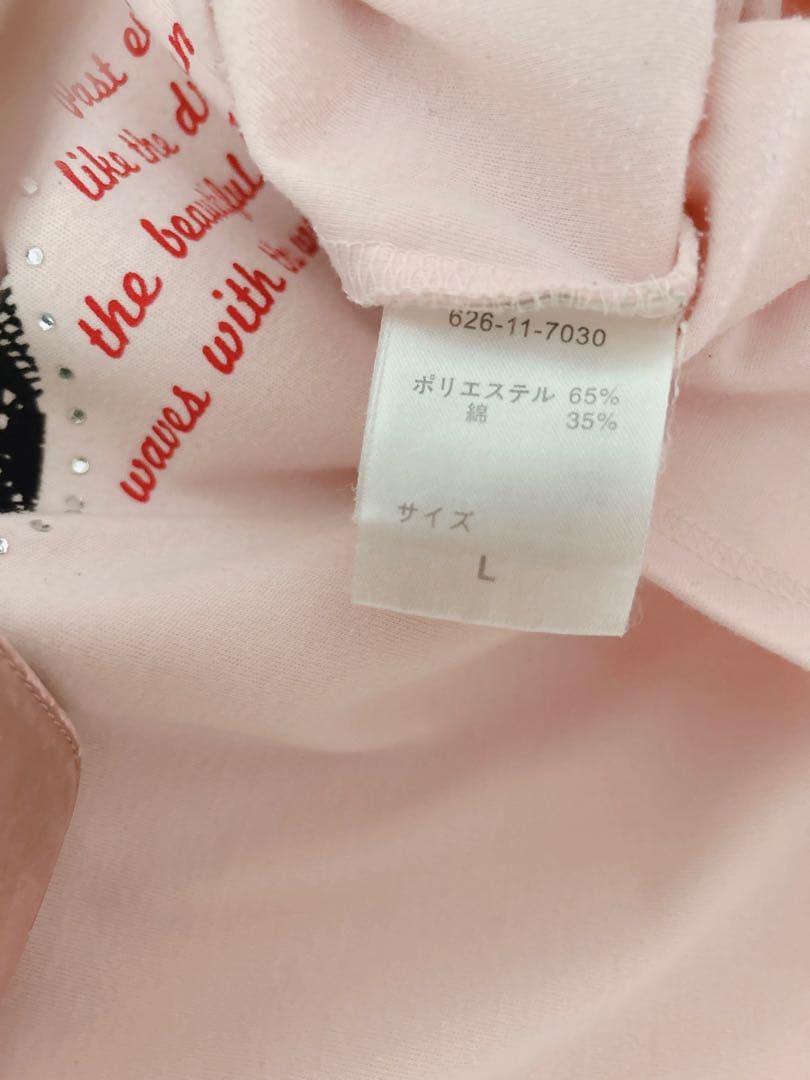 Past e
like the d
the beautiful
waves with
626-11-7030
ポリエステル 65%
綿 35%
サイズ
L